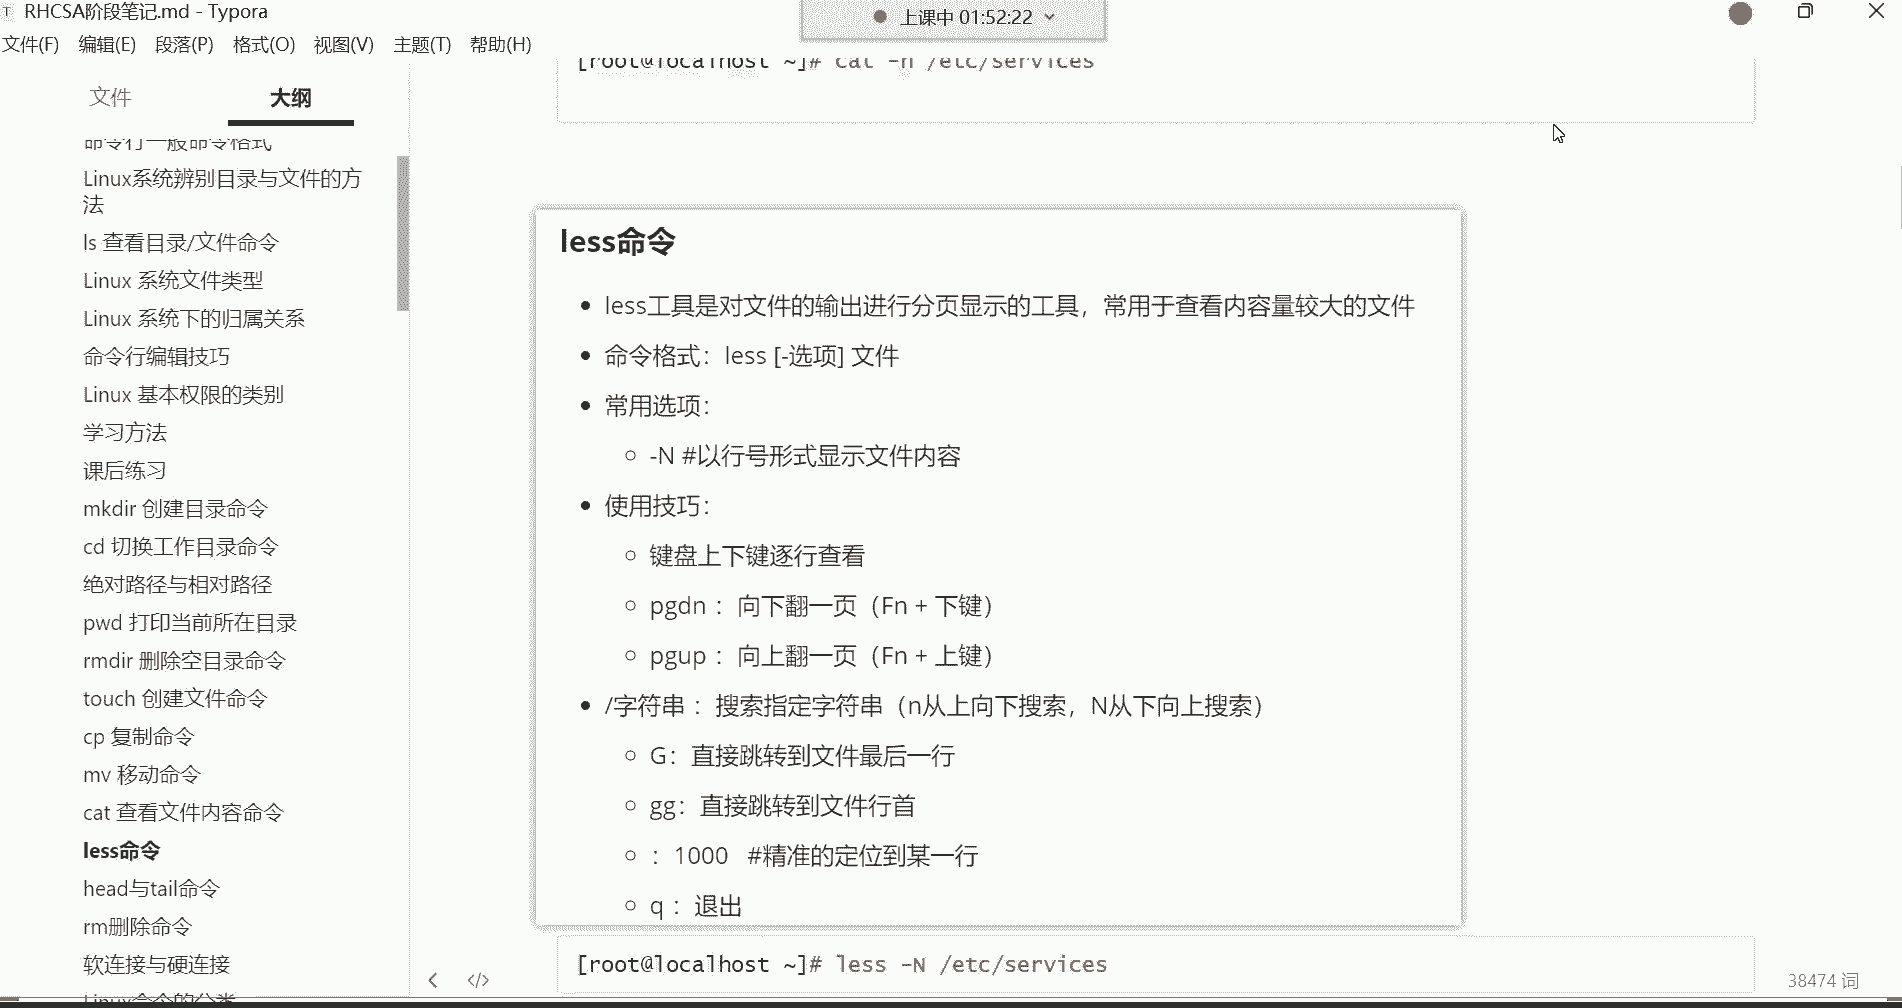 RHCSA阶段笔记.md - Typora
上课中 01:52:22
文件(F) 编辑(E) 段落(P) 格式(O) 视图(V) 主题(T) 帮助(H)
文件 大纲
命令行一般命令格式
Linux系统辨别目录与文件的方
法
ls 查看目录/文件命令
Linux 系统文件类型
Linux 系统下的归属关系
命令行编辑技巧
Linux 基本权限的类别
学习方法
课后练习
mkdir 创建目录命令
cd 切换工作目录命令
绝对路径与相对路径
pwd 打印当前所在目录
rmdir 删除空目录命令
touch 创建文件命令
cp 复制命令
mv 移动命令
cat 查看文件内容命令
less命令
head与tail命令
rm删除命令
软连接与硬连接
Linux命令的分类
[root@localhost ~]# cat -n /etc/services
less命令
less工具是对文件的输出进行分页显示的工具，常用于查看内容量较大的文件
命令格式：less [-选项] 文件
常用选项：
-N #以行号形式显示文件内容
使用技巧：
键盘上下键逐行查看
pgdn ：向下翻一页（Fn + 下键）
pgup ：向上翻一页（Fn + 上键）
/字符串 ：搜索指定字符串（n从上向下搜索，N从下向上搜索）
G：直接跳转到文件最后一行
gg：直接跳转到文件行首
：1000 #精准的定位到某一行
q ：退出
[root@localhost ~]# less -N /etc/services
38474 词